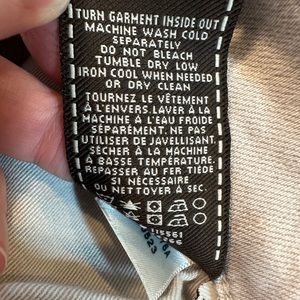 TURN GARMENT INSIDE OUT
MACHINE WASH COLD
SEPARATELY
DO NOT BLEACH
TUMBLE DRY LOW
IRON COOL WHEN NEEDED
OR DRY CLEAN
TOURNEZ LE VÊTEMENT
À L'ENVERS.LAVER À LA
MACHINE À L'EAU FROIDE
SÉPARÉMENT. NE PAS
UTILISER DE JAVELLISANT.
SÉCHER À LA MACHINE
À BASSE TEMPÉRATURE.
REPASSER AU FER TIÈDE
SI NÉCESSAIRE
OU NETTOYER À SEC.
115561